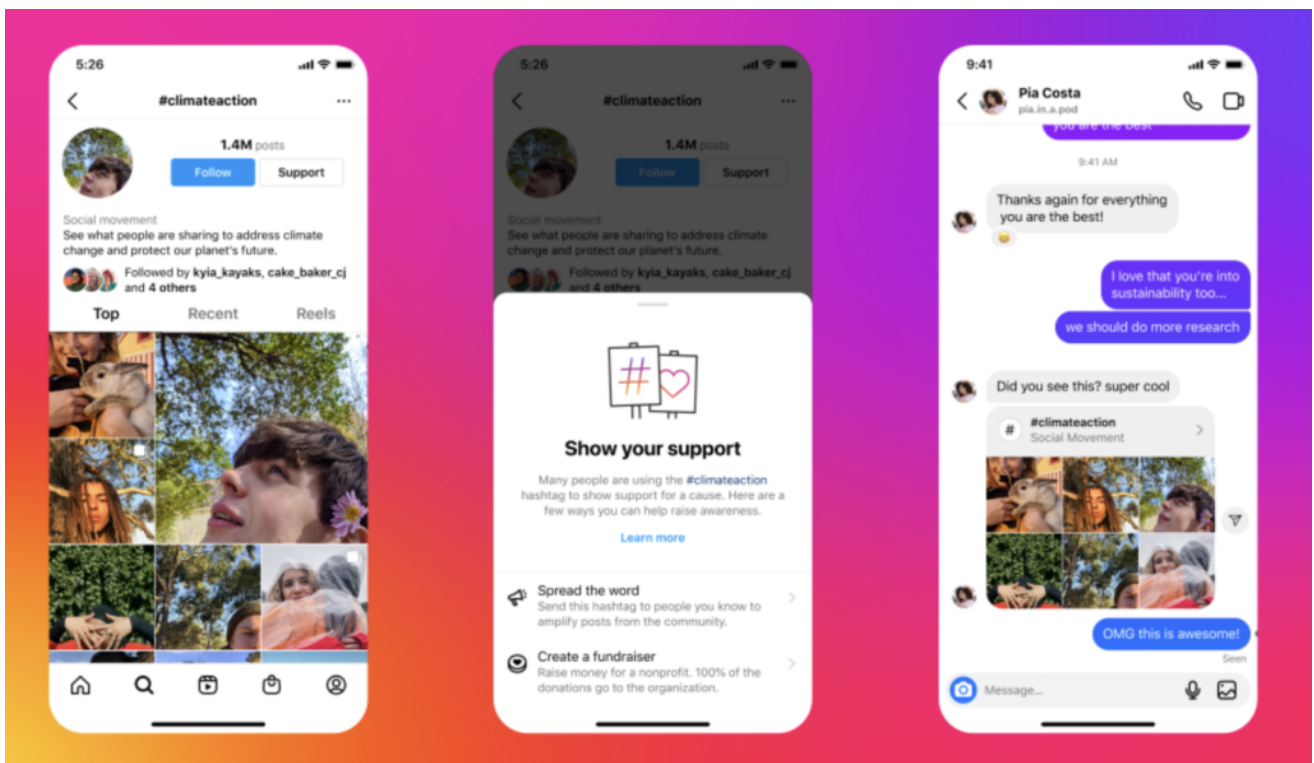 5:26
#climateaction
1.4M posts
Follow
Support
Social movement
See what people are sharing to address climate
change and protect our planet's future.
Followed by kyia_kayaks, cake_baker_cj
and 4 others
Top
Recent
Reels
5:26
#climateaction
1.4M posts
Follow
Support
Social movement
See what people are sharing to address climate
change and protect our planet's future.
Followed by kyia_kayaks, cake_baker_cj
and 4 others
Show your support
Many people are using the #climateaction
hashtag to show support for a cause. Here are a
few ways you can help raise awareness.
Learn more
Spread the word
Send this hashtag to people you know to
amplify posts from the community.
Create a fundraiser
Raise money for a nonprofit. 100% of the
donations go to the organization.
9:41
Pia Costa
pia.in.a.pod
you are the best
9:41 AM
Thanks again for everything
you are the best!
I love that you're into
sustainability too...
we should do more research
Did you see this? super cool
# #climateaction
Social Movement
OMG this is awesome!
Seen
Message...